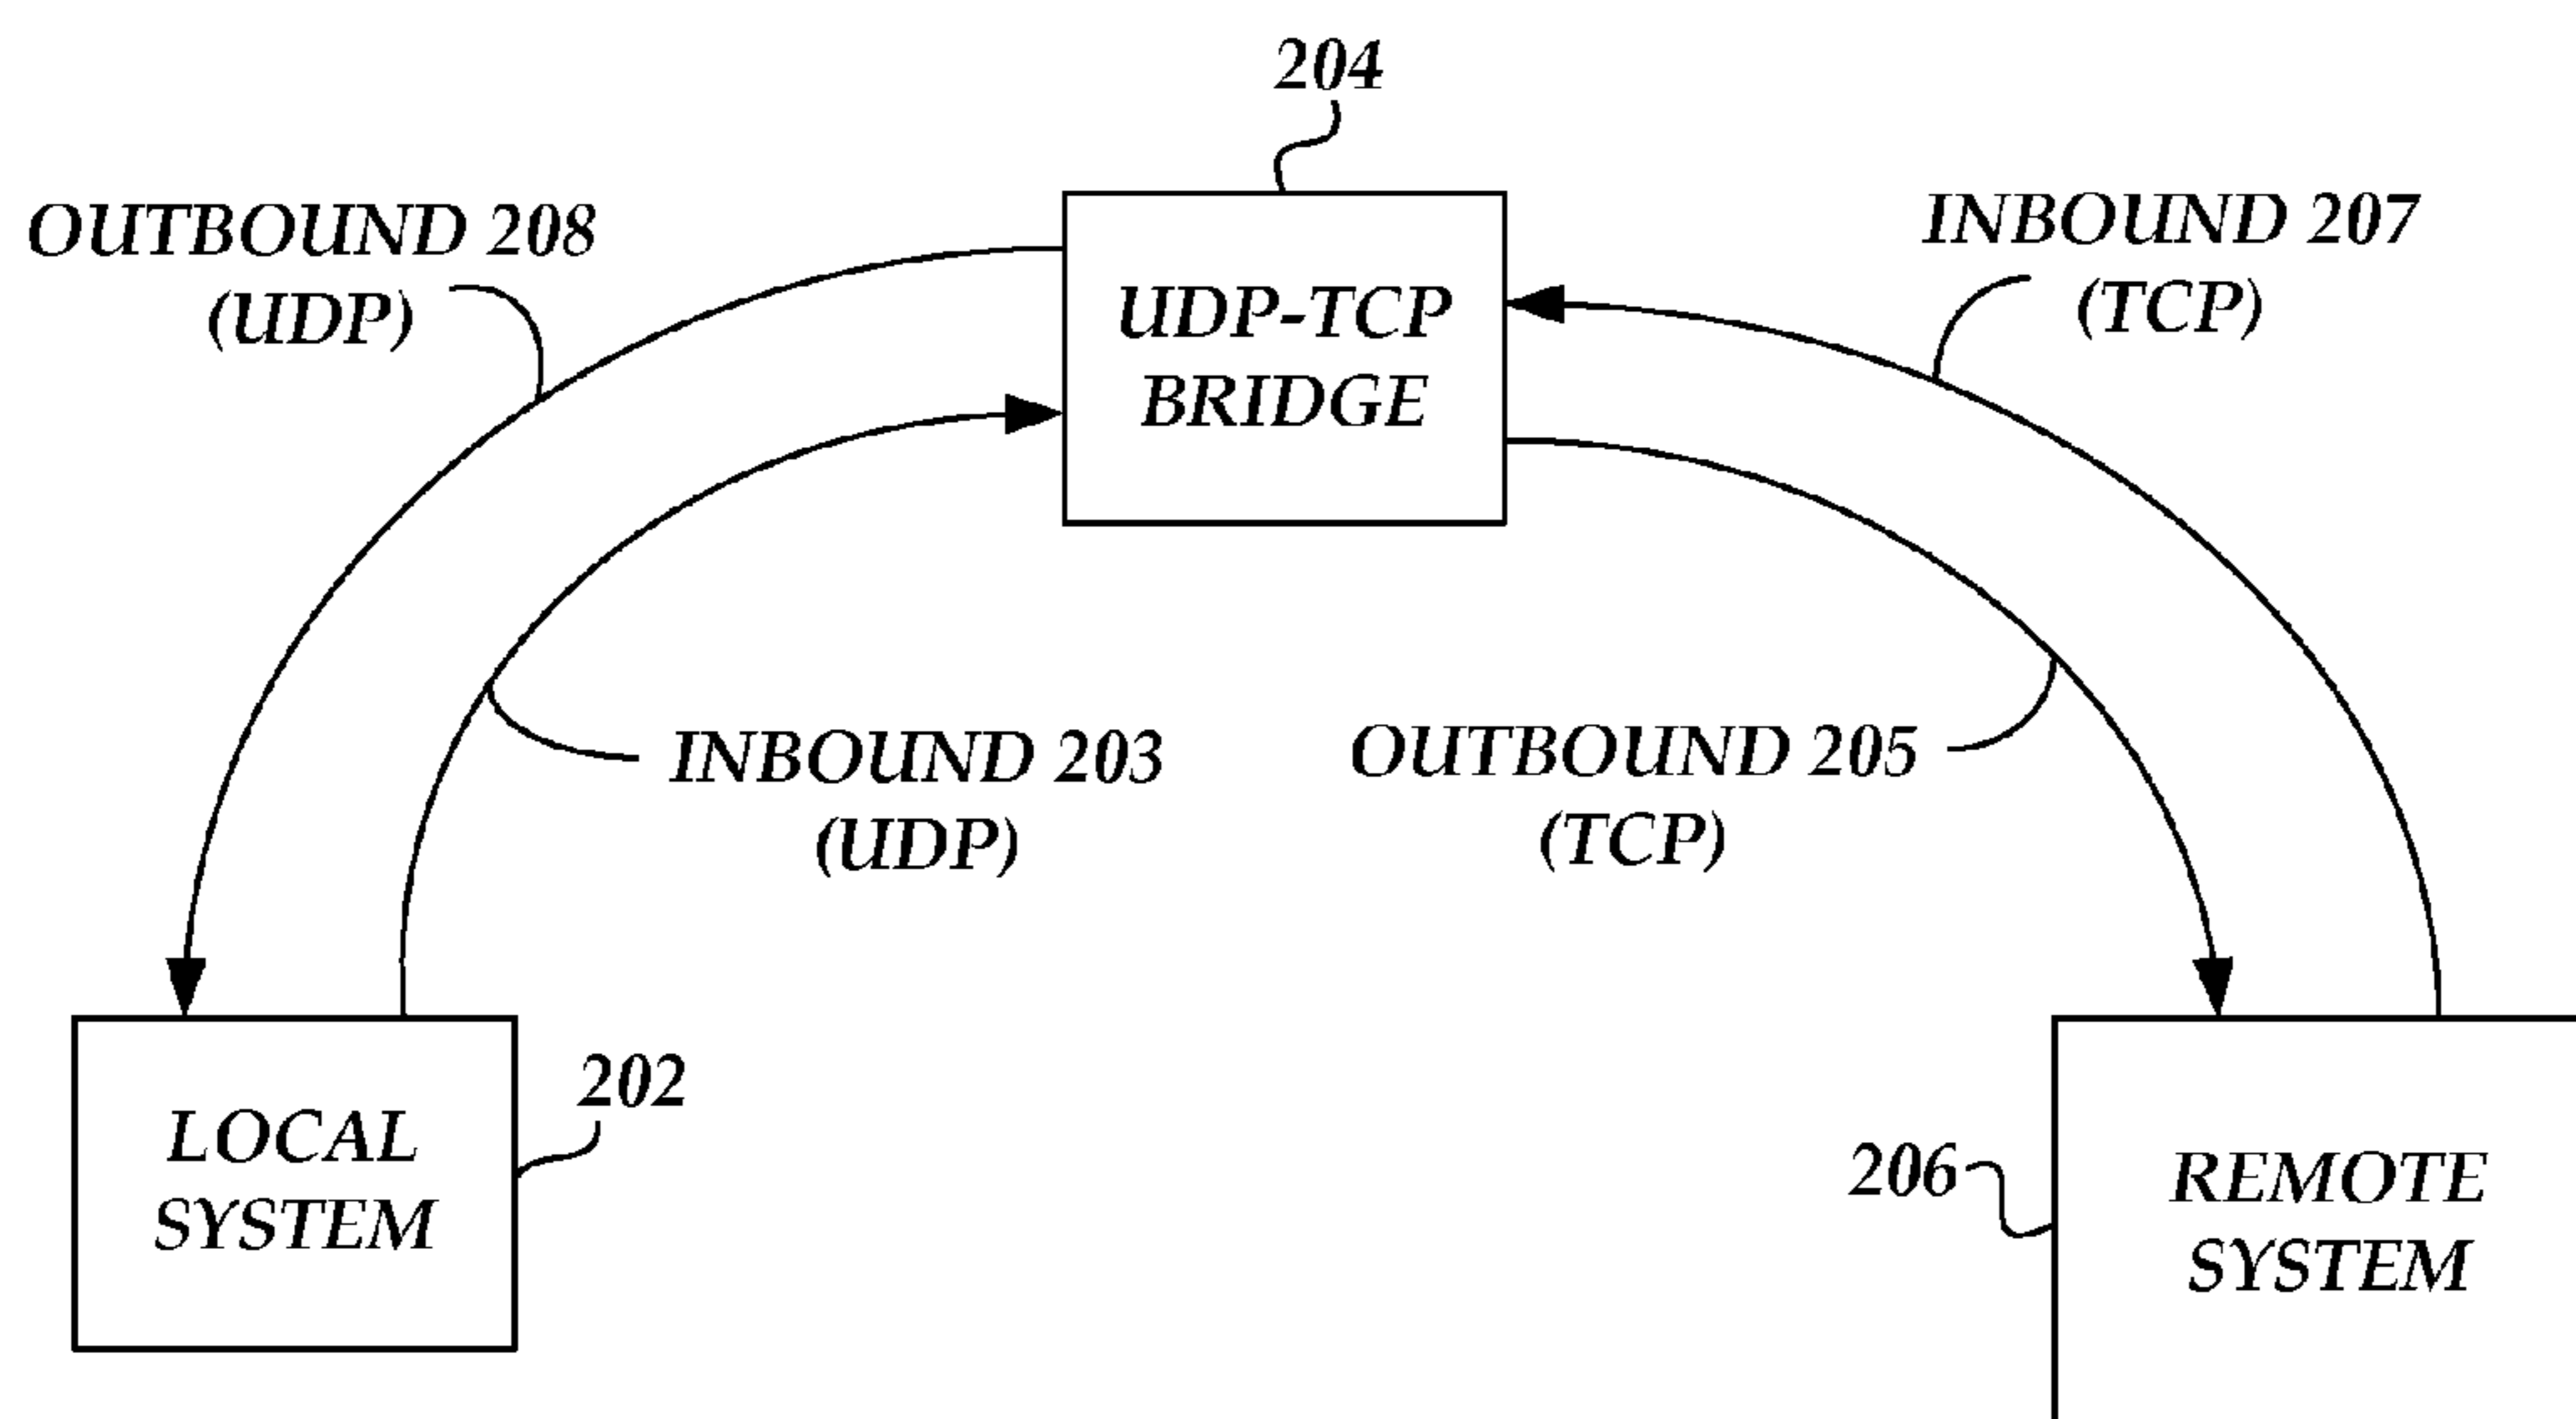 204
OUTBOUND 208
(UDP)
INBOUND 207
(TCP)
UDP-TCP
BRIDGE
INBOUND 203
(UDP)
OUTBOUND 205
(TCP)
202
LOCAL
SYSTEM
206
REMOTE
SYSTEM